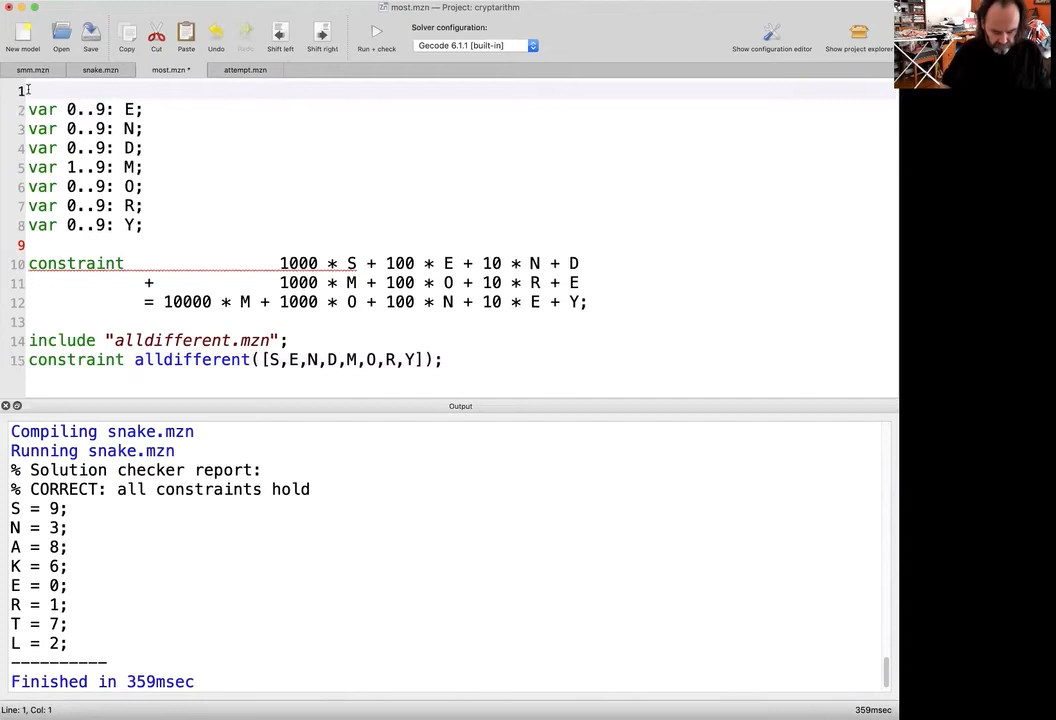 most.mzn — Project: cryptarithm
New model Open Save Copy Cut Paste Undo Redo Shift left Shift right Run + check
Solver configuration:
Gecode 6.1.1 [built-in]
Show configuration editor Show project explorer
smm.mzn snake.mzn most.mzn * attempt.mzn
1
2 var 0..9: E;
3 var 0..9: N;
4 var 0..9: D;
5 var 1..9: M;
6 var 0..9: O;
7 var 0..9: R;
8 var 0..9: Y;
9
10 constraint 1000 * S + 100 * E + 10 * N + D
11 + 1000 * M + 100 * O + 10 * R + E
12 = 10000 * M + 1000 * O + 100 * N + 10 * E + Y;
13
14 include "alldifferent.mzn";
15 constraint alldifferent([S,E,N,D,M,O,R,Y]);
Output
Compiling snake.mzn
Running snake.mzn
% Solution checker report:
% CORRECT: all constraints hold
S = 9;
N = 3;
A = 8;
K = 6;
E = 0;
R = 1;
T = 7;
L = 2;
----------
Finished in 359msec
Line: 1, Col: 1
359msec